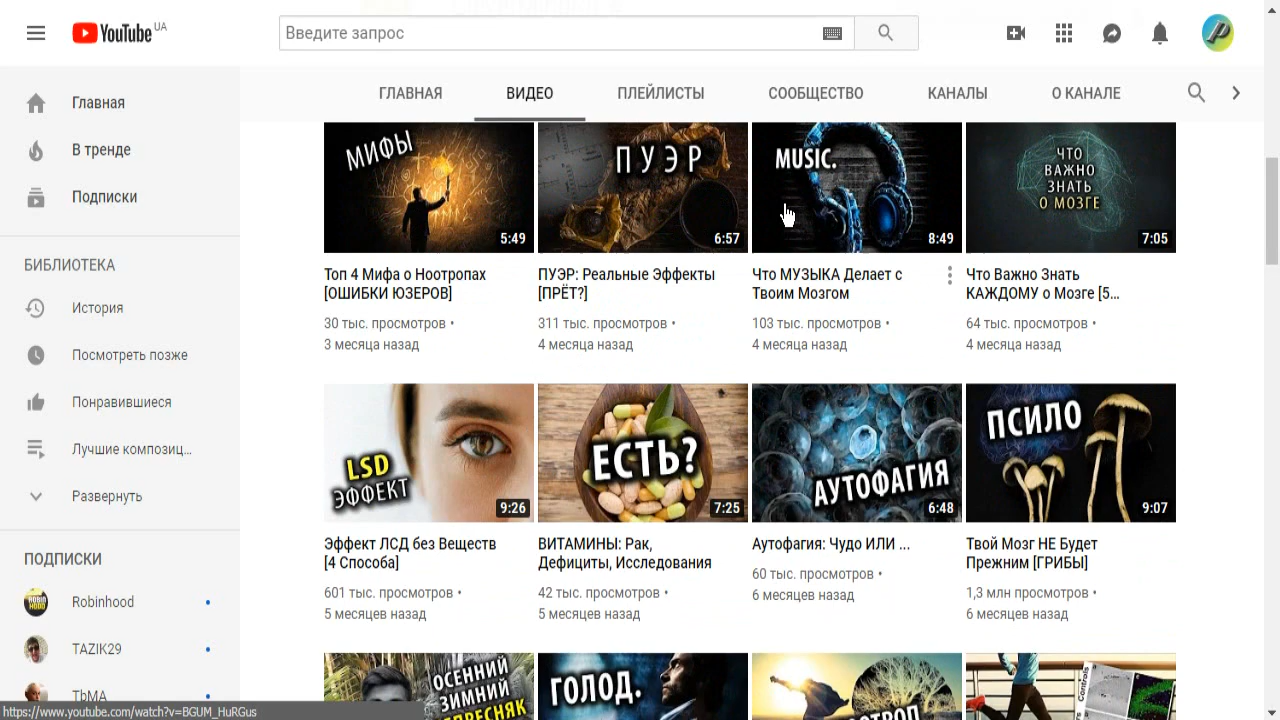 YouTube UA
Введите запрос
Главная
В тренде
Подписки
БИБЛИОТЕКА
История
Посмотреть позже
Понравившиеся
Лучшие композиц...
Развернуть
ПОДПИСКИ
Robinhood
TAZIK29
TbMA
ГЛАВНАЯ
ВИДЕО
ПЛЕЙЛИСТЫ
СООБЩЕСТВО
КАНАЛЫ
О КАНАЛЕ
МИФЫ
5:49
Топ 4 Мифа о Ноотропах
[ОШИБКИ ЮЗЕРОВ]
30 тыс. просмотров •
3 месяца назад
ПУЭР
6:57
ПУЭР: Реальные Эффекты
[ПРЁТ?]
311 тыс. просмотров •
4 месяца назад
MUSIC.
8:49
Что МУЗЫКА Делает с
Твоим Мозгом
103 тыс. просмотров •
4 месяца назад
ЧТО
ВАЖНО
ЗНАТЬ
О МОЗГЕ
7:05
Что Важно Знать
КАЖДОМУ о Мозге [5...
64 тыс. просмотров •
4 месяца назад
LSD
ЭФФЕКТ
9:26
Эффект ЛСД без Веществ
[4 Способа]
601 тыс. просмотров •
5 месяцев назад
ЕСТЬ?
7:25
ВИТАМИНЫ: Рак,
Дефициты, Исследования
42 тыс. просмотров •
5 месяцев назад
АУТОФАГИЯ
6:48
Аутофагия: Чудо ИЛИ ...
60 тыс. просмотров •
6 месяцев назад
ПСИЛО
9:07
Твой Мозг НЕ Будет
Прежним [ГРИБЫ]
1,3 млн просмотров •
6 месяцев назад
ОСЕННИЙ
ЗИМНИЙ
ГОЛОД.
Controls
https://www.youtube.com/watch?v=BGUM_HuRGus